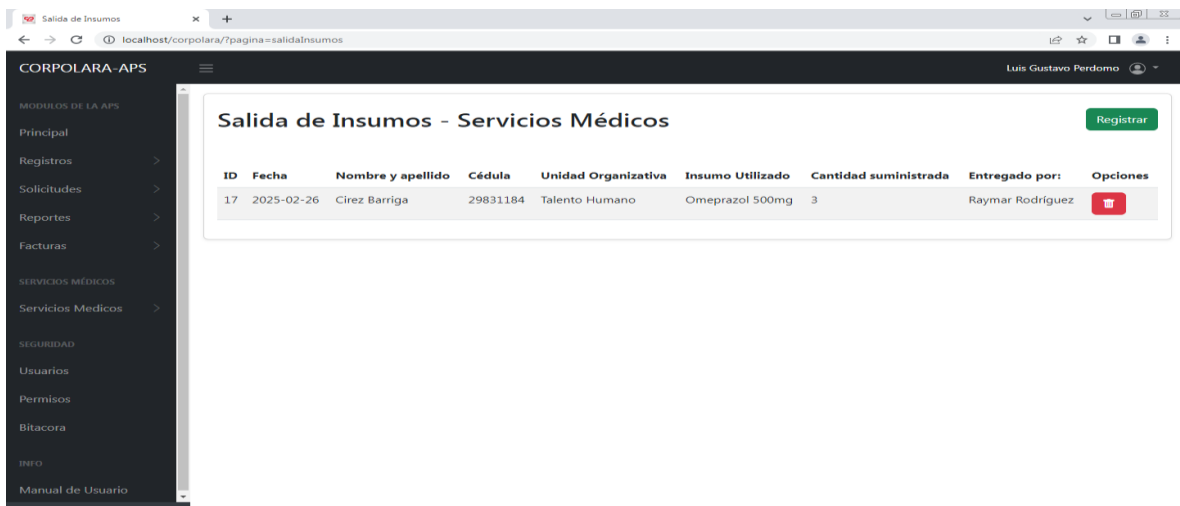 Salida de Insumos
localhost/corpolara/?pagina=salidaInsumos
CORPOLARA-APS
Luis Gustavo Perdomo
MODULOS DE LA APS
Principal
Registros
Solicitudes
Reportes
Facturas
SERVICIOS MÉDICOS
Servicios Medicos
SEGURIDAD
Usuarios
Permisos
Bitacora
INFO
Manual de Usuario
Salida de Insumos - Servicios Médicos
Registrar
ID Fecha Nombre y apellido Cédula Unidad Organizativa Insumo Utilizado Cantidad suministrada Entregado por: Opciones
17 2025-02-26 Cirez Barriga 29831184 Talento Humano Omeprazol 500mg 3 Raymar Rodríguez